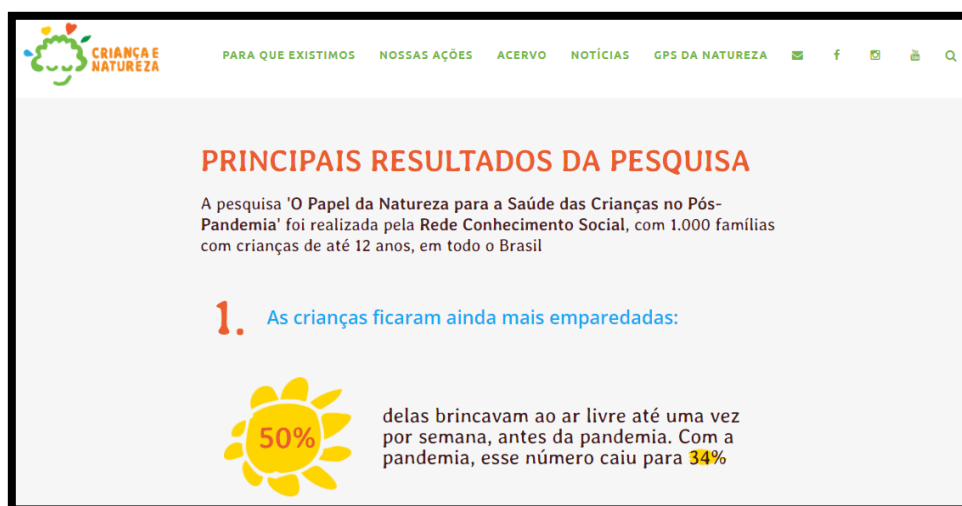 CRIANÇA E
NATUREZA
PARA QUE EXISTIMOS NOSSAS AÇÕES ACERVO NOTÍCIAS GPS DA NATUREZA
PRINCIPAIS RESULTADOS DA PESQUISA
A pesquisa 'O Papel da Natureza para a Saúde das Crianças no Pós-
Pandemia' foi realizada pela Rede Conhecimento Social, com 1.000 famílias
com crianças de até 12 anos, em todo o Brasil
1. As crianças ficaram ainda mais emparedadas:
50%
delas brincavam ao ar livre até uma vez
por semana, antes da pandemia. Com a
pandemia, esse número caiu para 34%